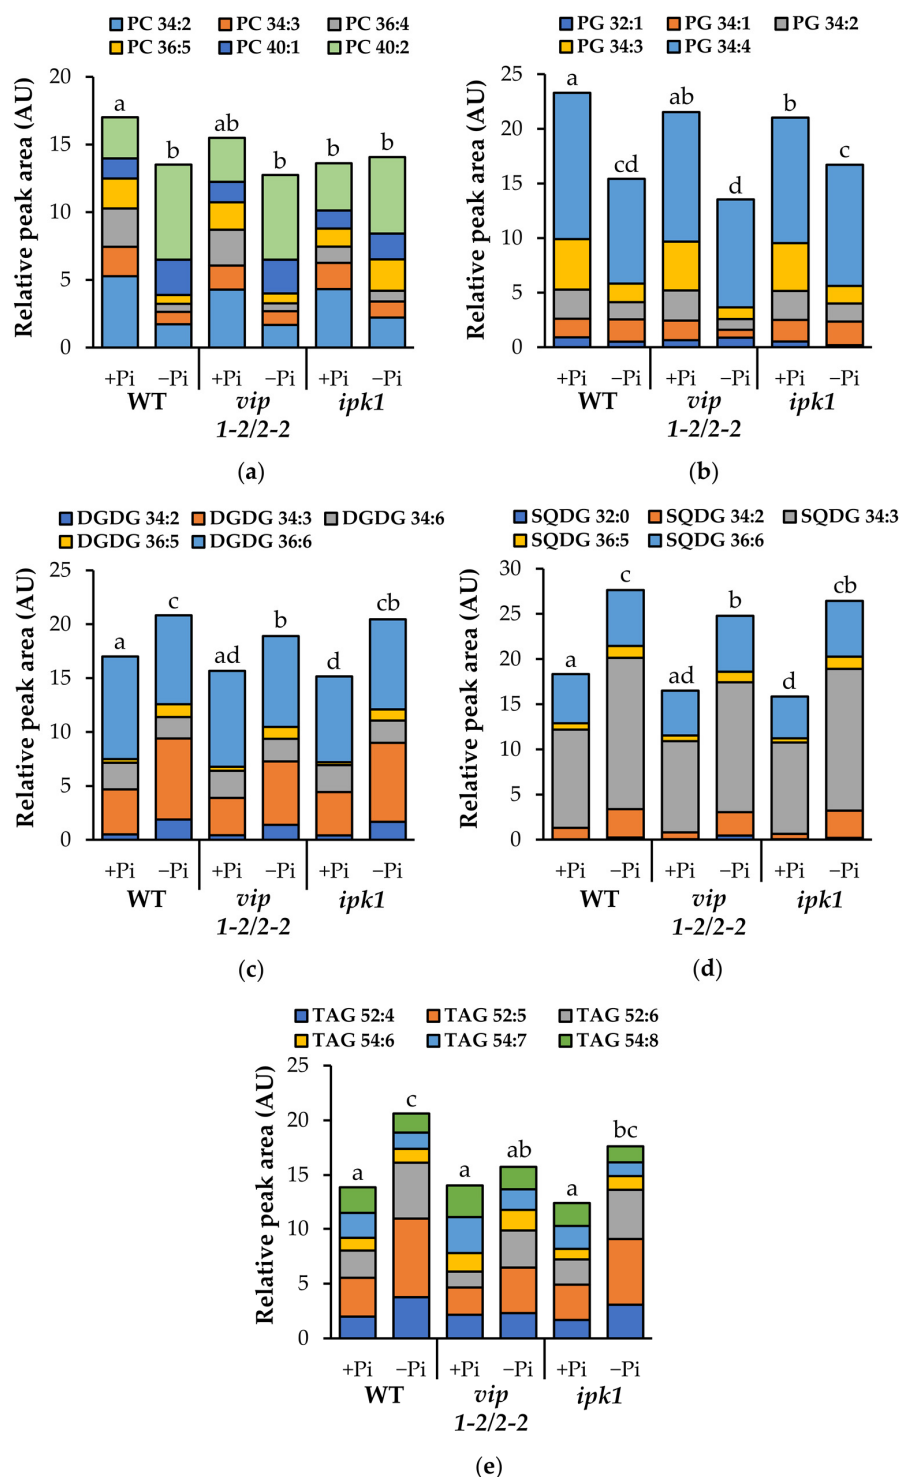 PC 34:2 PC 34:3 PC 36:4
PC 36:5 PC 40:1 PC 40:2
Relative peak area (AU)
20
15
10
5
0
a b ab b b b
+Pi −Pi +Pi −Pi +Pi −Pi
WT vip ipk1
1-2/2-2
(a)
PG 32:1 PG 34:1 PG 34:2
PG 34:3 PG 34:4
Relative peak area (AU)
25
20
15
10
5
0
a cd ab d b c
+Pi −Pi +Pi −Pi +Pi −Pi
WT vip ipk1
1-2/2-2
(b)
DGDG 34:2 DGDG 34:3 DGDG 34:6
DGDG 36:5 DGDG 36:6
Relative peak area (AU)
25
20
15
10
5
0
a c ad b d cb
+Pi −Pi +Pi −Pi +Pi −Pi
WT vip ipk1
1-2/2-2
(c)
SQDG 32:0 SQDG 34:2 SQDG 34:3
SQDG 36:5 SQDG 36:6
Relative peak area (AU)
30
25
20
15
10
5
0
a c ad b d cb
+Pi −Pi +Pi −Pi +Pi −Pi
WT vip ipk1
1-2/2-2
(d)
TAG 52:4 TAG 52:5 TAG 52:6
TAG 54:6 TAG 54:7 TAG 54:8
Relative peak area (AU)
25
20
15
10
5
0
a c a ab a bc
+Pi −Pi +Pi −Pi +Pi −Pi
WT vip ipk1
1-2/2-2
(e)